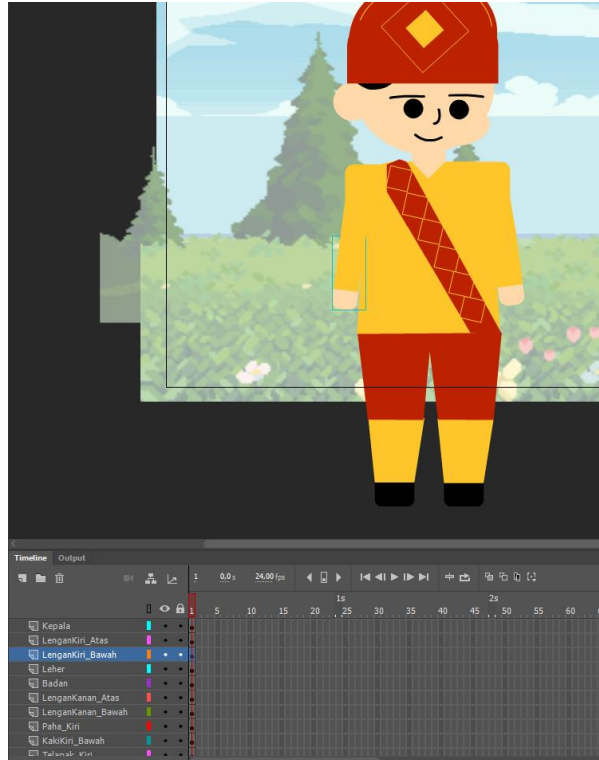 Timeline Output
1 0,0 s 24,00 fps
1s 2s
1 5 10 15 20 25 30 35 40 45 50 55 60
Kepala
LenganKiri_Atas
LenganKiri_Bawah
Leher
Badan
LenganKanan_Atas
LenganKanan_Bawah
Paha_Kiri
KakiKiri_Bawah
Telapak_Kiri